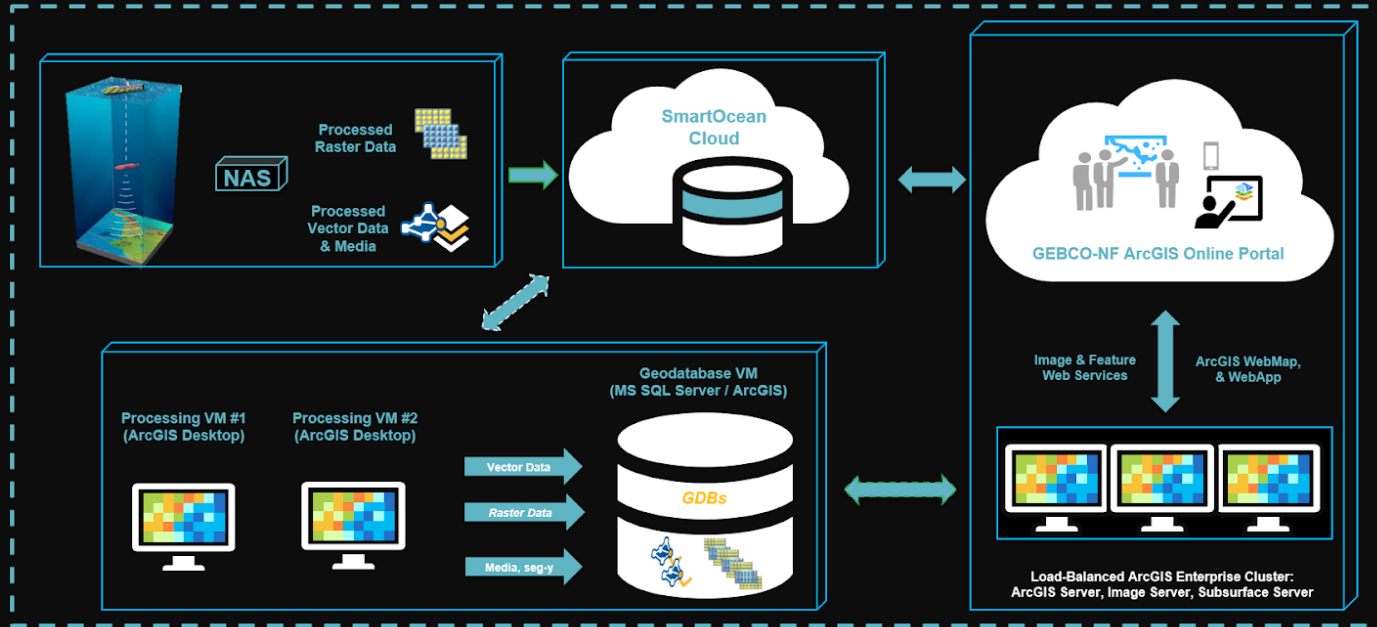 NAS
Processed
Raster Data
Processed
Vector Data
& Media
SmartOcean
Cloud
GEBCO-NF ArcGIS Online Portal
Image & Feature
Web Services
ArcGIS WebMap,
& WebApp
Load-Balanced ArcGIS Enterprise Cluster:
ArcGIS Server, Image Server, Subsurface Server
Processing VM #1
(ArcGIS Desktop)
Processing VM #2
(ArcGIS Desktop)
Vector Data
Raster Data
Media, seg-y
Geodatabase VM
(MS SQL Server / ArcGIS)
GDBs